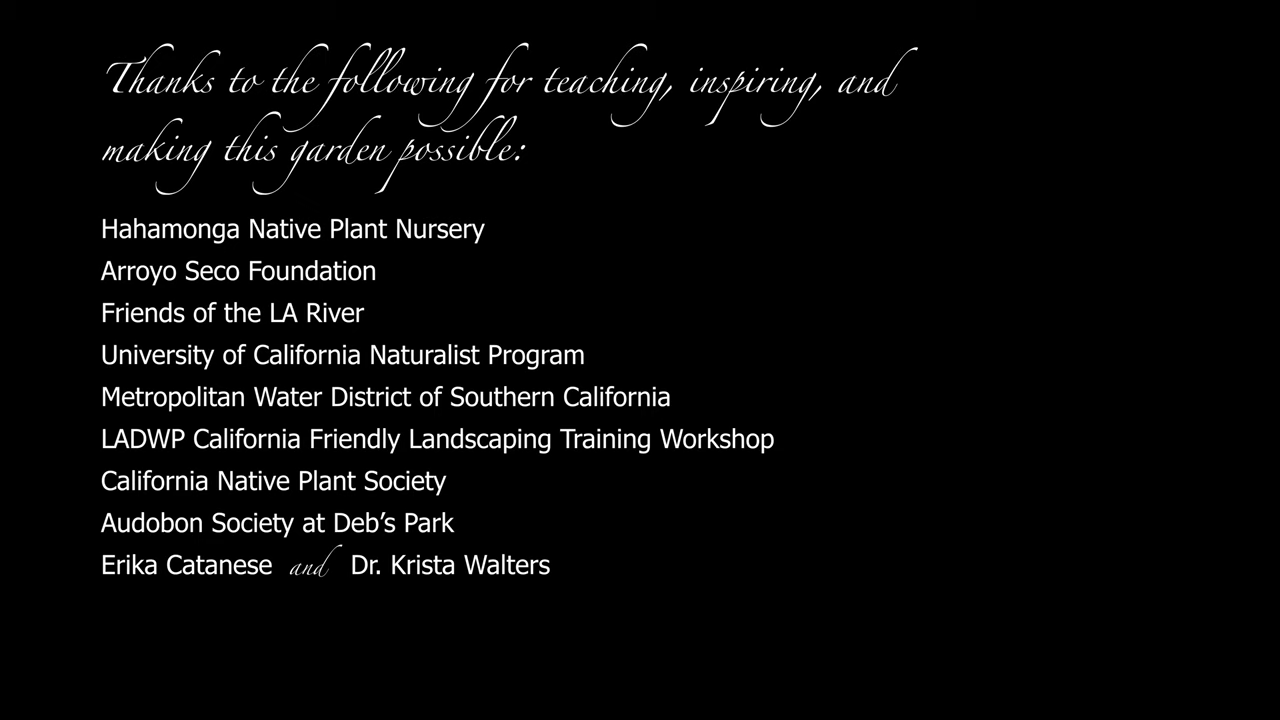 Thanks to the following for teaching, inspiring, and
making this garden possible:
Hahamonga Native Plant Nursery
Arroyo Seco Foundation
Friends of the LA River
University of California Naturalist Program
Metropolitan Water District of Southern California
LADWP California Friendly Landscaping Training Workshop
California Native Plant Society
Audobon Society at Deb’s Park
Erika Catanese and Dr. Krista Walters